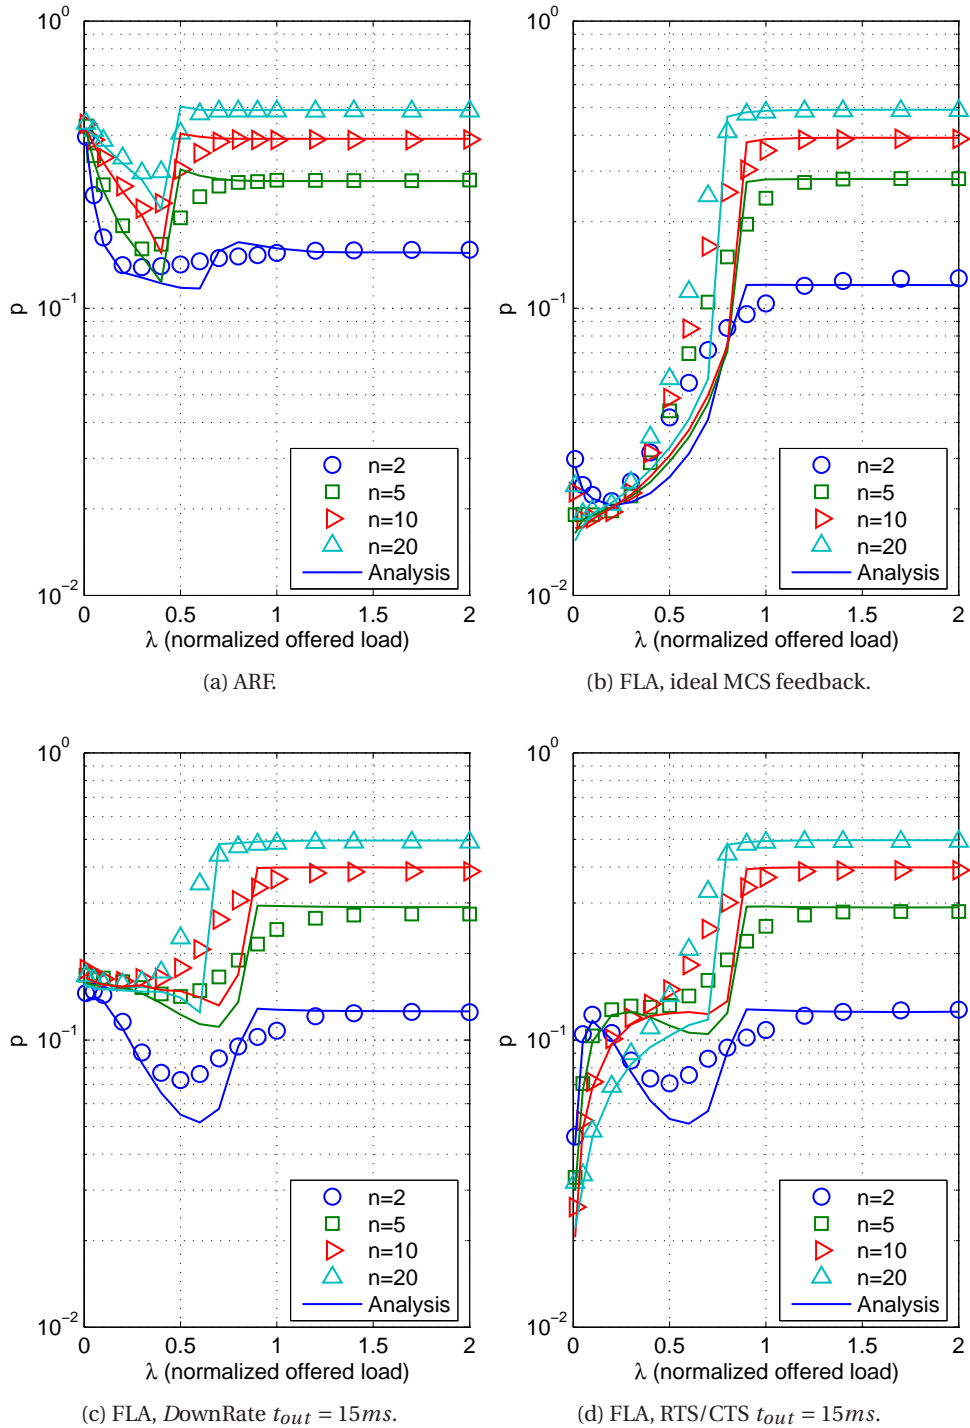 10^0
10^-1
10^-2
p
0 0.5 1 1.5 2
λ (normalized offered load)
n=2
n=5
n=10
n=20
Analysis
(a) ARF.
10^0
10^-1
10^-2
p
0 0.5 1 1.5 2
λ (normalized offered load)
n=2
n=5
n=10
n=20
Analysis
(b) FLA, ideal MCS feedback.
10^0
10^-1
10^-2
p
0 0.5 1 1.5 2
λ (normalized offered load)
n=2
n=5
n=10
n=20
Analysis
(c) FLA, DownRate t_out = 15ms.
10^0
10^-1
10^-2
p
0 0.5 1 1.5 2
λ (normalized offered load)
n=2
n=5
n=10
n=20
Analysis
(d) FLA, RTS/CTS t_out = 15ms.